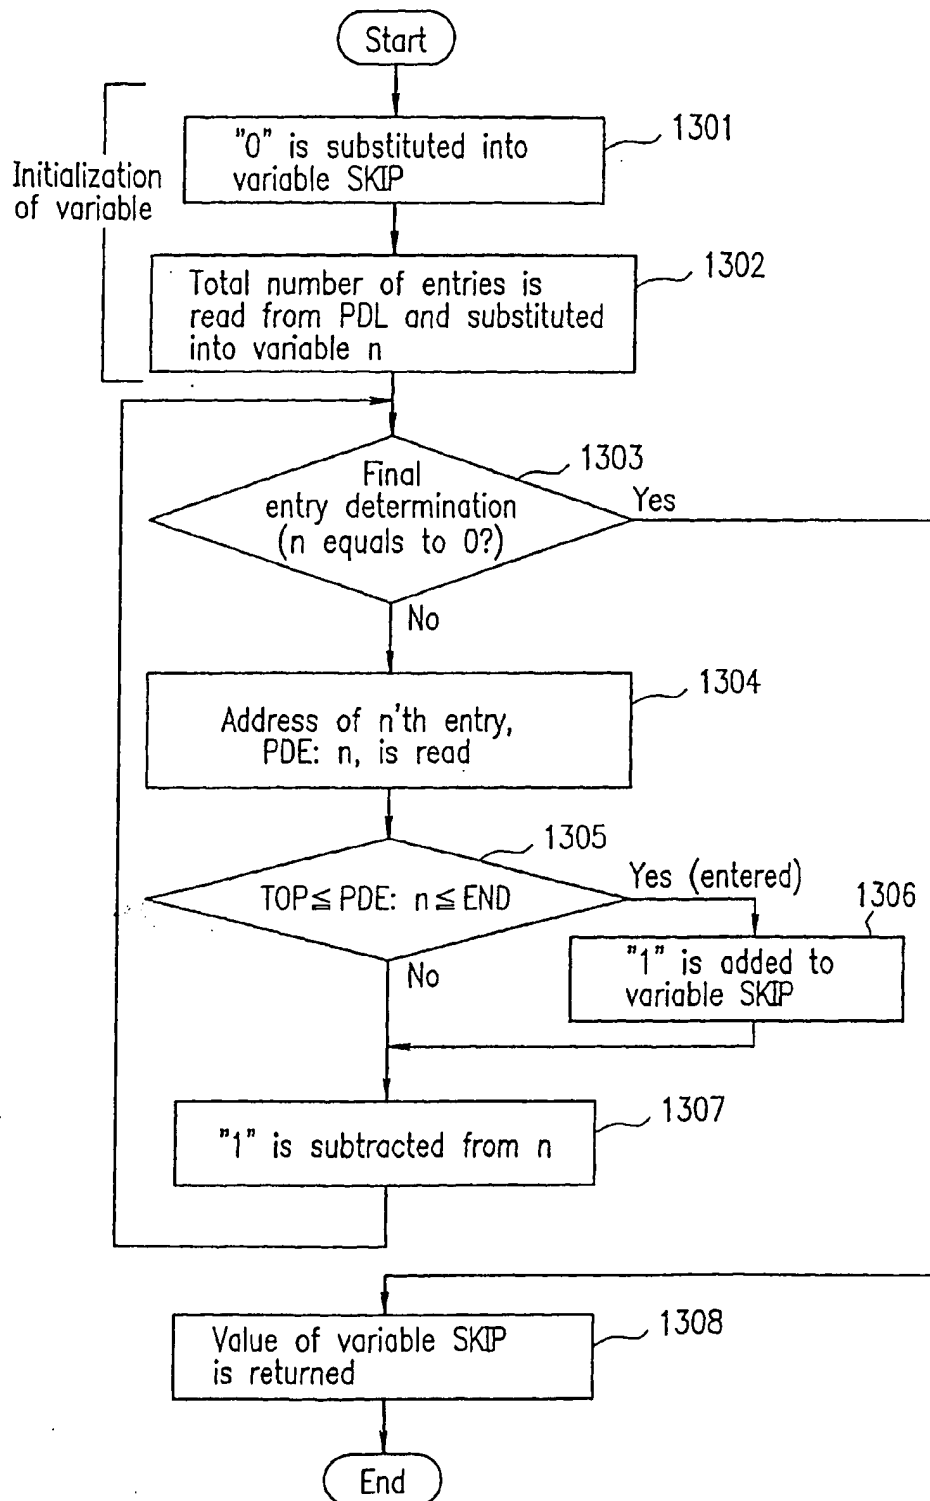 Start
1301
"0" is substituted into
variable SKIP
Initialization
of variable
1302
Total number of entries is
read from PDL and substituted
into variable n
1303
Final
entry determination
(n equals to 0?)
Yes
No
1304
Address of n'th entry,
PDE: n, is read
1305
TOP≦PDE: n≦END
Yes (entered)
1306
"1" is added to
variable SKIP
No
1307
"1" is subtracted from n
1308
Value of variable SKIP
is returned
End